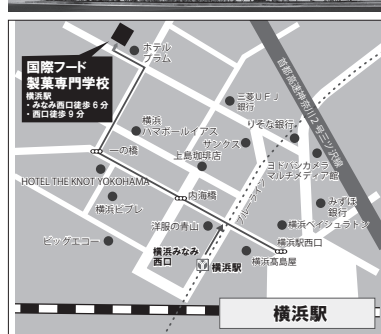 国際フード
製菓専門学校
横浜駅
・みなみ西口徒歩6分
・西口徒歩9分
ホテル
プラム
首都高速神奈川2号三ツ沢線
三菱UFJ
銀行
横浜
ハマボールイアス
りそな銀行
サンクス
一の橋
上島珈琲店
ヨドバシカメラ
マルチメディア館
HOTEL THE KNOT YOKOHAMA
ブルーライン
内海橋
横浜ビブレ
みずほ
銀行
洋服の青山
横浜ベイシェラトン
ビッグエコー
横浜みなみ
西口
横浜駅西口
横浜駅
横浜高島屋
横浜駅